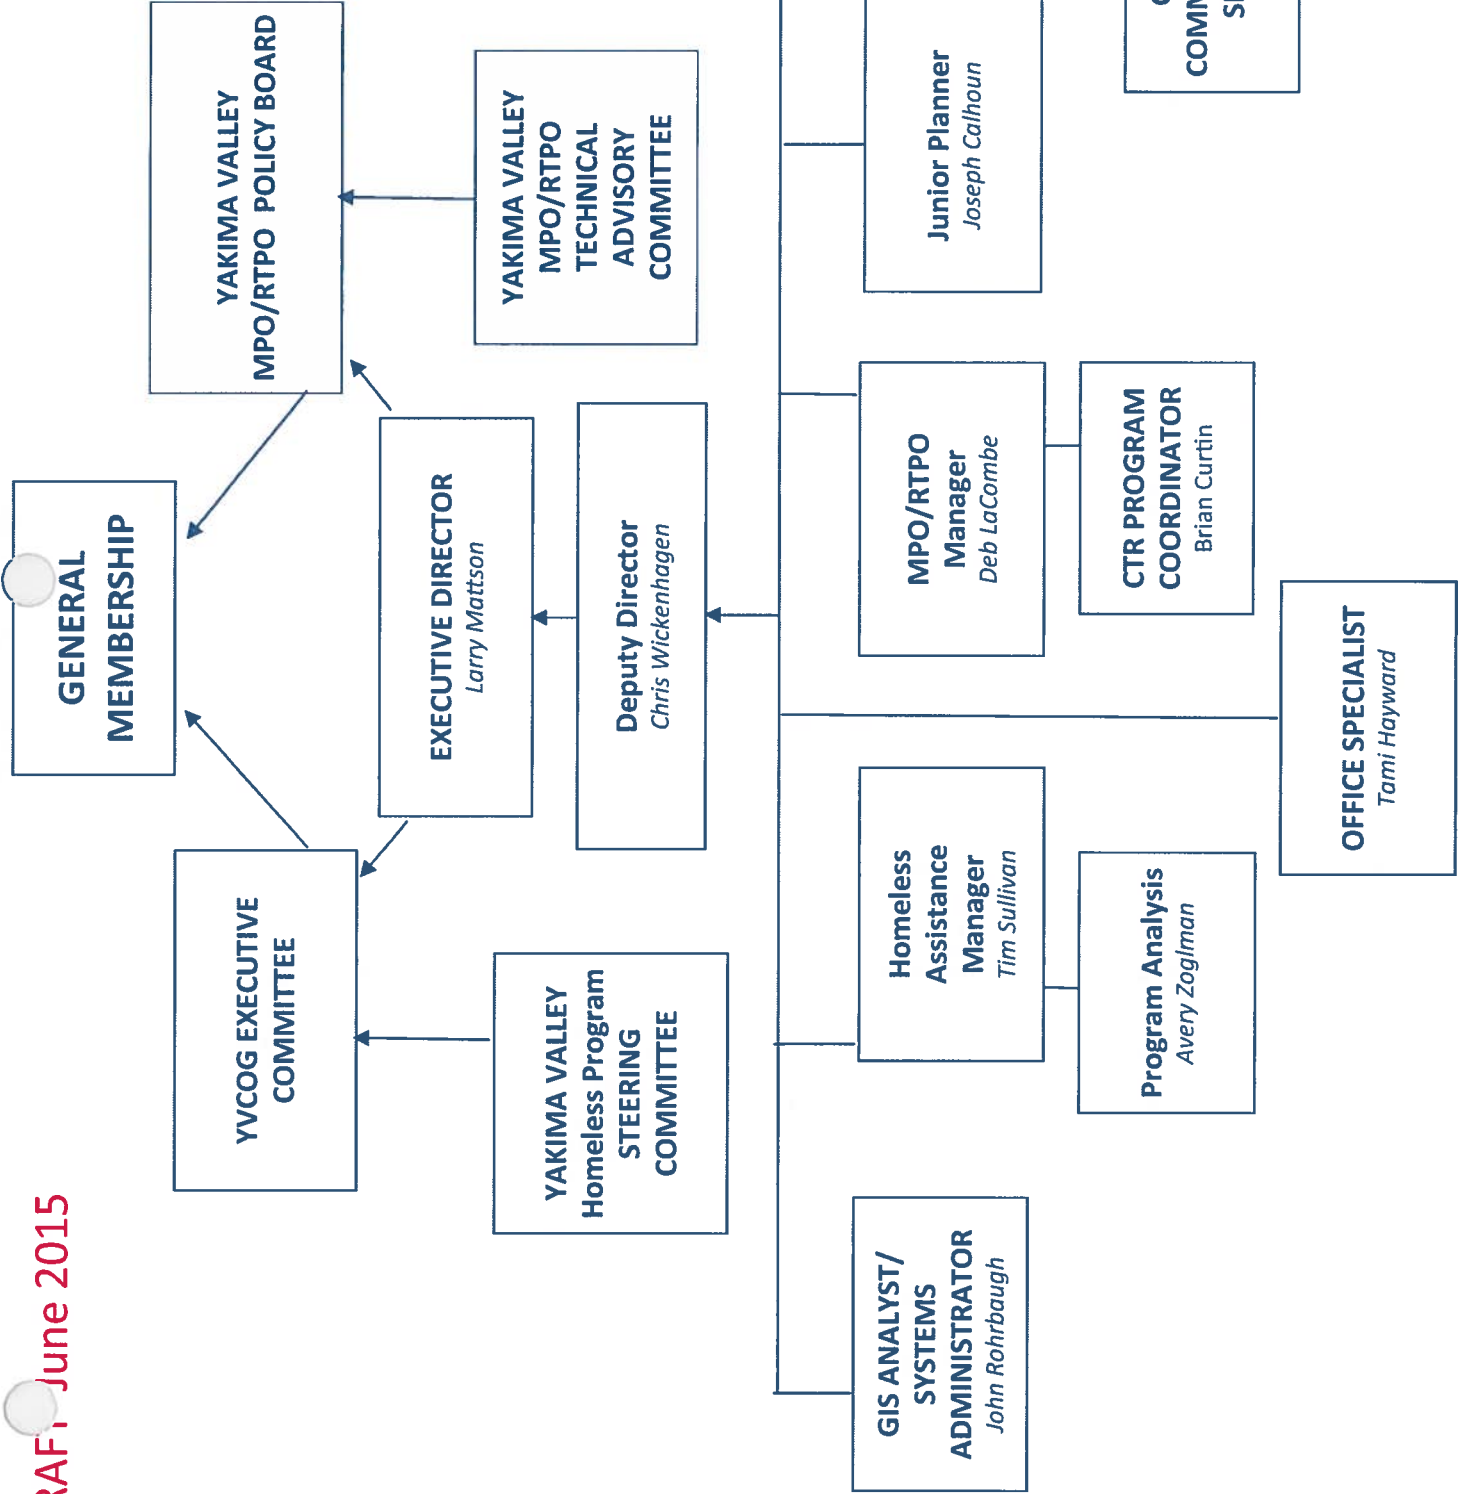 June 2015
GENERAL
MEMBERSHIP
YVCOG EXECUTIVE
COMMITTEE
YAKIMA VALLEY
MPO/RTPO POLICY BOARD
EXECUTIVE DIRECTOR
Larry Mattson
YAKIMA VALLEY
Homeless Program
STEERING
COMMITTEE
Deputy Director
Chris Wickenhagen
YAKIMA VALLEY
MPO/RTPO
TECHNICAL
ADVISORY
COMMITTEE
GIS ANALYST/
SYSTEMS
ADMINISTRATOR
John Rohrbaugh
Homeless
Assistance
Manager
Tim Sullivan
MPO/RTPO
Manager
Deb LaCombe
Junior Planner
Joseph Calhoun
Program Analysis
Avery Zoglman
CTR PROGRAM
COORDINATOR
Brian Curtin
OFFICE SPECIALIST
Tami Hayward